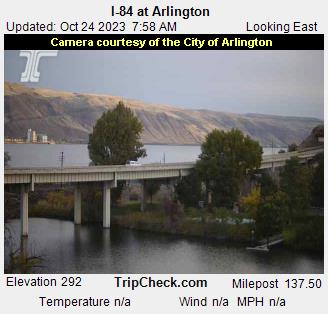 I-84 at Arlington
Updated: Oct 24 2023 7:58 AM Looking East
Camera courtesy of the City of Arlington
Elevation 292 TripCheck.com Milepost 137.50
Temperature n/a Wind n/a MPH n/a